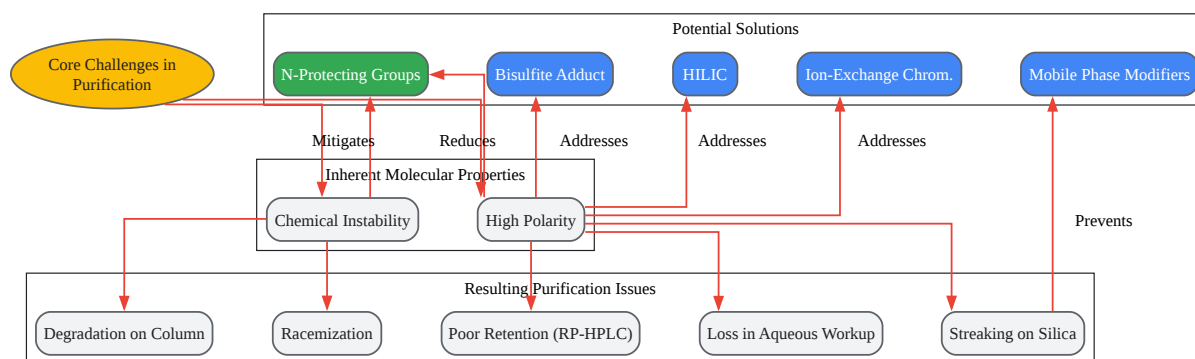 Potential Solutions
Core Challenges in
Purification
N-Protecting Groups
Bisulfite Adduct
HILIC
Ion-Exchange Chrom.
Mobile Phase Modifiers
Mitigates
Reduces
Addresses
Addresses
Addresses
Inherent Molecular Properties
Chemical Instability
High Polarity
Prevents
Resulting Purification Issues
Degradation on Column
Racemization
Poor Retention (RP-HPLC)
Loss in Aqueous Workup
Streaking on Silica